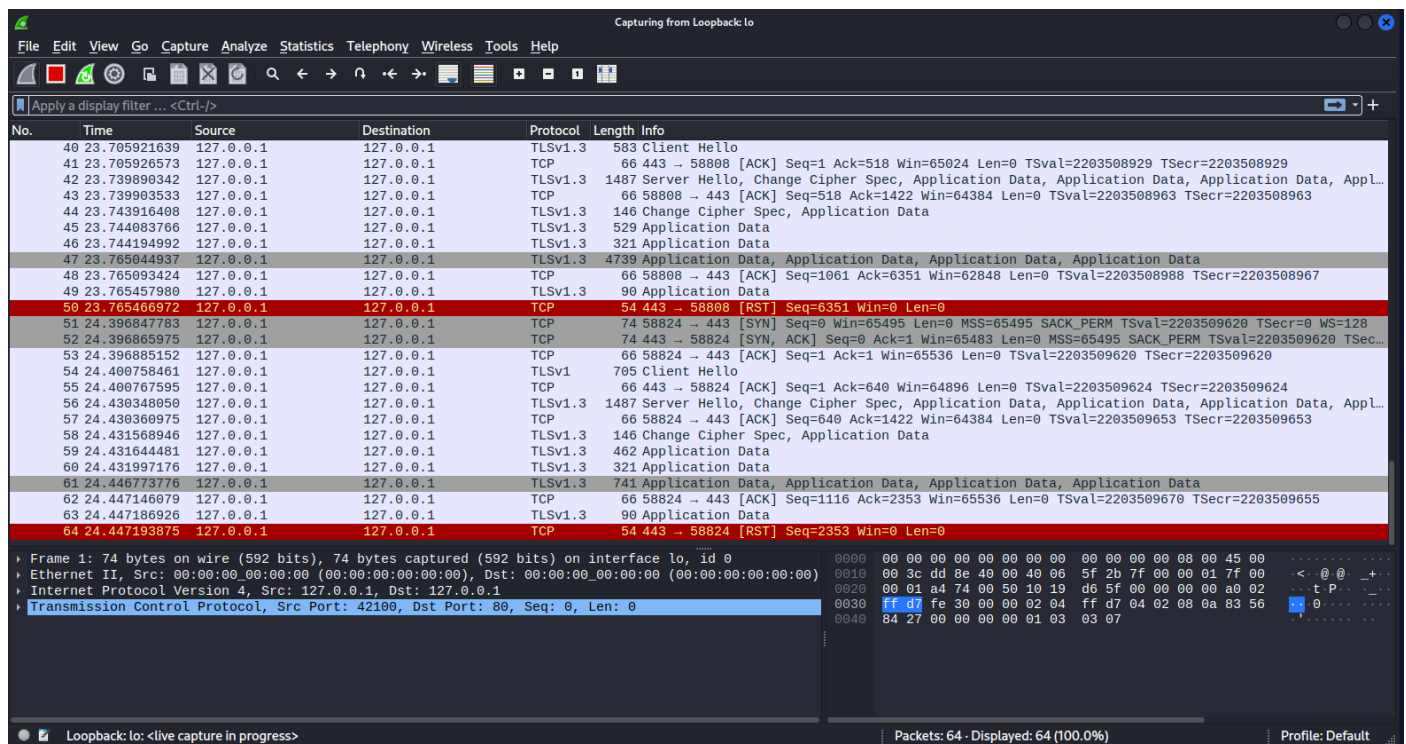 Capturing from Loopback: lo
File Edit View Go Capture Analyze Statistics Telephony Wireless Tools Help
Apply a display filter … <Ctrl-/>
No. Time Source Destination Protocol Length Info
40 23.705921639 127.0.0.1 127.0.0.1 TLSv1.3 583 Client Hello
41 23.705926573 127.0.0.1 127.0.0.1 TCP 66 443 → 58808 [ACK] Seq=1 Ack=518 Win=65024 Len=0 TSval=2203508929 TSecr=2203508929
42 23.739890342 127.0.0.1 127.0.0.1 TLSv1.3 1487 Server Hello, Change Cipher Spec, Application Data, Application Data, Application Data, Appl…
43 23.739903533 127.0.0.1 127.0.0.1 TCP 66 58808 → 443 [ACK] Seq=518 Ack=1422 Win=64384 Len=0 TSval=2203508963 TSecr=2203508963
44 23.743916408 127.0.0.1 127.0.0.1 TLSv1.3 146 Change Cipher Spec, Application Data
45 23.744083766 127.0.0.1 127.0.0.1 TLSv1.3 529 Application Data
46 23.744194992 127.0.0.1 127.0.0.1 TLSv1.3 321 Application Data
47 23.765044937 127.0.0.1 127.0.0.1 TLSv1.3 4739 Application Data, Application Data, Application Data, Application Data
48 23.765093424 127.0.0.1 127.0.0.1 TCP 66 58808 → 443 [ACK] Seq=1061 Ack=6351 Win=62848 Len=0 TSval=2203508988 TSecr=2203508967
49 23.765457980 127.0.0.1 127.0.0.1 TLSv1.3 90 Application Data
50 23.765466972 127.0.0.1 127.0.0.1 TCP 54 443 → 58808 [RST] Seq=6351 Win=0 Len=0
51 24.396847783 127.0.0.1 127.0.0.1 TCP 74 58824 → 443 [SYN] Seq=0 Win=65495 Len=0 MSS=65495 SACK_PERM TSval=2203509620 TSecr=0 WS=128
52 24.396865975 127.0.0.1 127.0.0.1 TCP 74 443 → 58824 [SYN, ACK] Seq=0 Ack=1 Win=65483 Len=0 MSS=65495 SACK_PERM TSval=2203509620 TSec…
53 24.396885152 127.0.0.1 127.0.0.1 TCP 66 58824 → 443 [ACK] Seq=1 Ack=1 Win=65536 Len=0 TSval=2203509620 TSecr=2203509620
54 24.400758461 127.0.0.1 127.0.0.1 TLSv1 705 Client Hello
55 24.400767595 127.0.0.1 127.0.0.1 TCP 66 443 → 58824 [ACK] Seq=1 Ack=640 Win=64896 Len=0 TSval=2203509624 TSecr=2203509624
56 24.430348050 127.0.0.1 127.0.0.1 TLSv1.3 1487 Server Hello, Change Cipher Spec, Application Data, Application Data, Application Data, Appl…
57 24.430360975 127.0.0.1 127.0.0.1 TCP 66 58824 → 443 [ACK] Seq=640 Ack=1422 Win=64384 Len=0 TSval=2203509653 TSecr=2203509653
58 24.431568946 127.0.0.1 127.0.0.1 TLSv1.3 146 Change Cipher Spec, Application Data
59 24.431644481 127.0.0.1 127.0.0.1 TLSv1.3 462 Application Data
60 24.431997176 127.0.0.1 127.0.0.1 TLSv1.3 321 Application Data
61 24.446773776 127.0.0.1 127.0.0.1 TLSv1.3 741 Application Data, Application Data, Application Data, Application Data
62 24.447146079 127.0.0.1 127.0.0.1 TCP 66 58824 → 443 [ACK] Seq=1116 Ack=2353 Win=65536 Len=0 TSval=2203509670 TSecr=2203509655
63 24.447186926 127.0.0.1 127.0.0.1 TLSv1.3 90 Application Data
64 24.447193875 127.0.0.1 127.0.0.1 TCP 54 443 → 58824 [RST] Seq=2353 Win=0 Len=0
Frame 1: 74 bytes on wire (592 bits), 74 bytes captured (592 bits) on interface lo, id 0
Ethernet II, Src: 00:00:00_00:00:00 (00:00:00:00:00:00), Dst: 00:00:00_00:00:00 (00:00:00:00:00:00)
Internet Protocol Version 4, Src: 127.0.0.1, Dst: 127.0.0.1
Transmission Control Protocol, Src Port: 42100, Dst Port: 80, Seq: 0, Len: 0
0000 00 00 00 00 00 00 00 00 00 00 00 00 08 00 45 00 ········ ······E·
0010 00 3c dd 8e 40 00 40 06 5f 2b 7f 00 00 01 7f 00 ·<··@·@· _+······
0020 00 01 a4 74 00 50 10 19 d6 5f 00 00 00 00 a0 02 ···t·P·· ·_······
0030 ff d7 fe 30 00 00 02 04 ff d7 04 02 08 0a 83 56 ···0···· ·······V
0040 84 27 00 00 00 00 01 03 03 07 ·'······ ··
Loopback: lo: <live capture in progress>
Packets: 64 · Displayed: 64 (100.0%)
Profile: Default